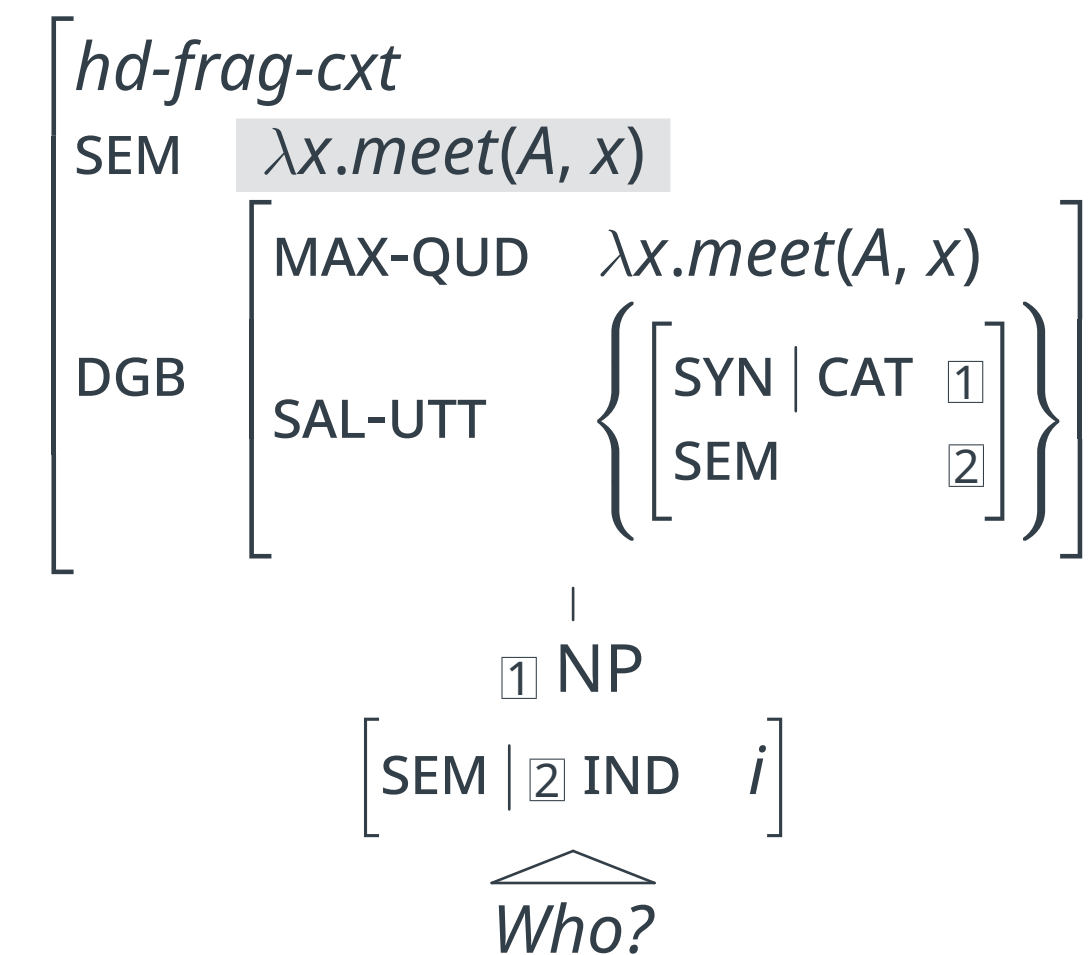 hd-frag-cxt
SEM λx.meet(A, x)
MAX-QUD λx.meet(A, x)
DGB
SYN | CAT 1
SAL-UTT
SEM 2
1 NP
SEM | 2 IND i
Who?